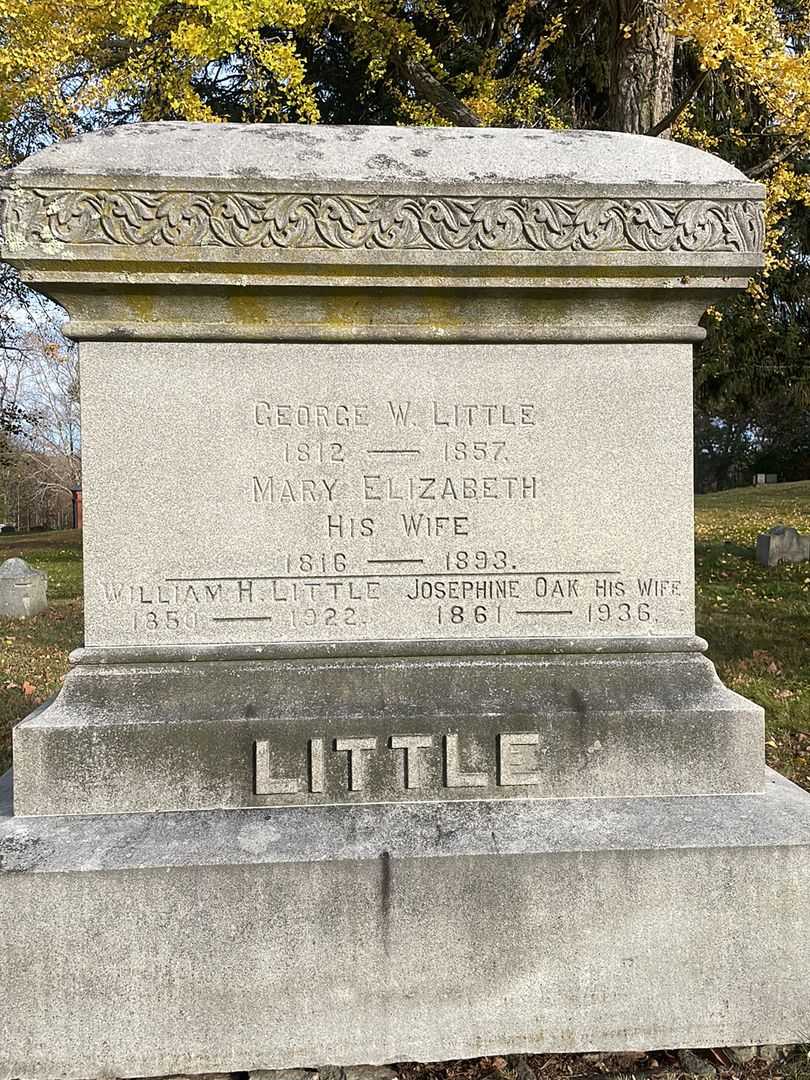 GEORGE W. LITTLE
1812 — 1857.
MARY ELIZABETH
HIS WIFE
1816 — 1893.
WILLIAM H. LITTLE JOSEPHINE OAK HIS WIFE
1850 — 1922. 1861 — 1936.
LITTLE